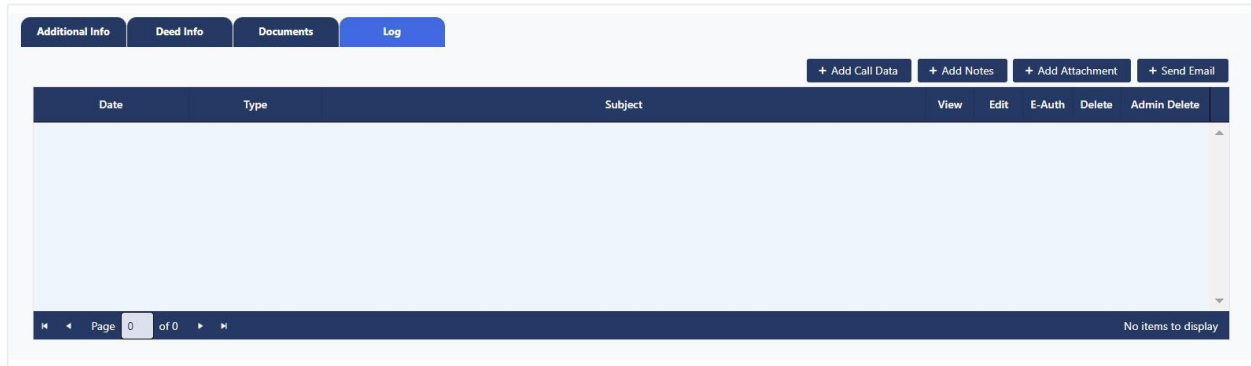 Additional Info Deed Info Documents Log
+ Add Call Data + Add Notes + Add Attachment + Send Email
Date Type Subject View Edit E-Auth Delete Admin Delete
Page 0 of 0 No items to display